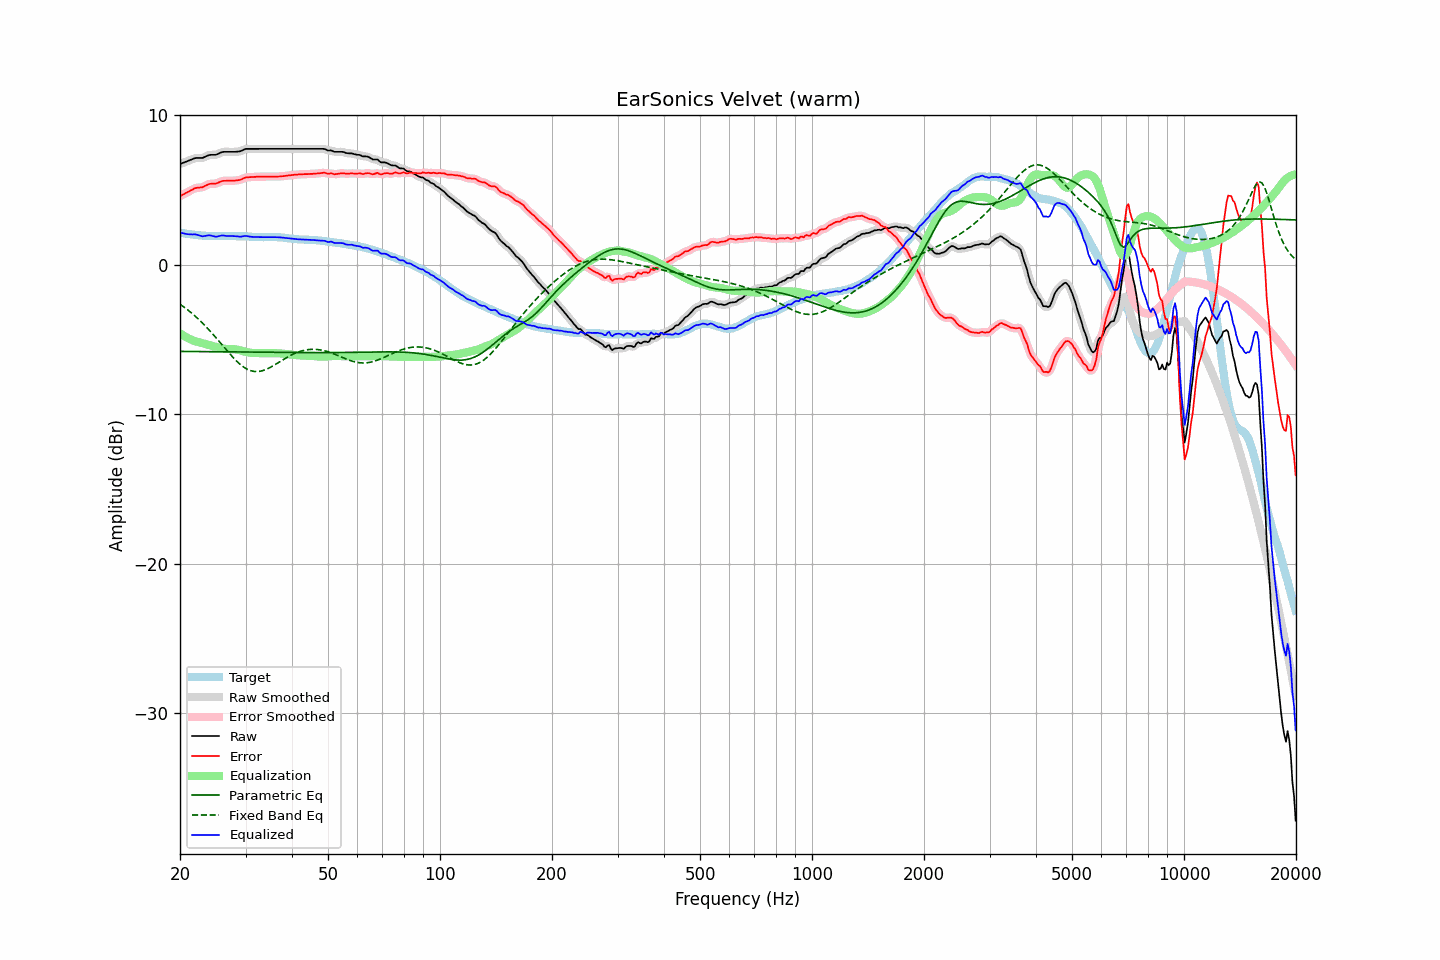 EarSonics Velvet (warm)
10
0
−10
−20
−30
Amplitude (dBr)
Target
Raw Smoothed
Error Smoothed
Raw
Error
Equalization
Parametric Eq
Fixed Band Eq
Equalized
20 50 100 200 500 1000 2000 5000 10000 20000
Frequency (Hz)